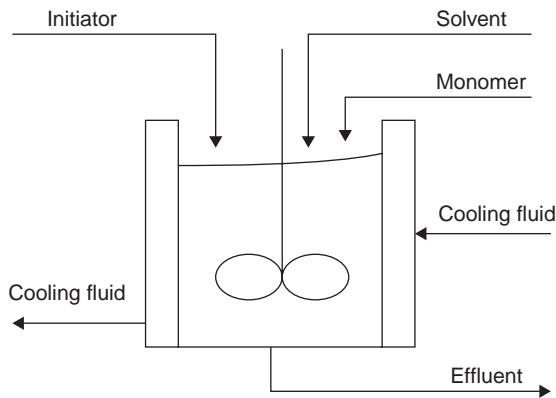 Initiator
Solvent
Monomer
Cooling fluid
Cooling fluid
Effluent